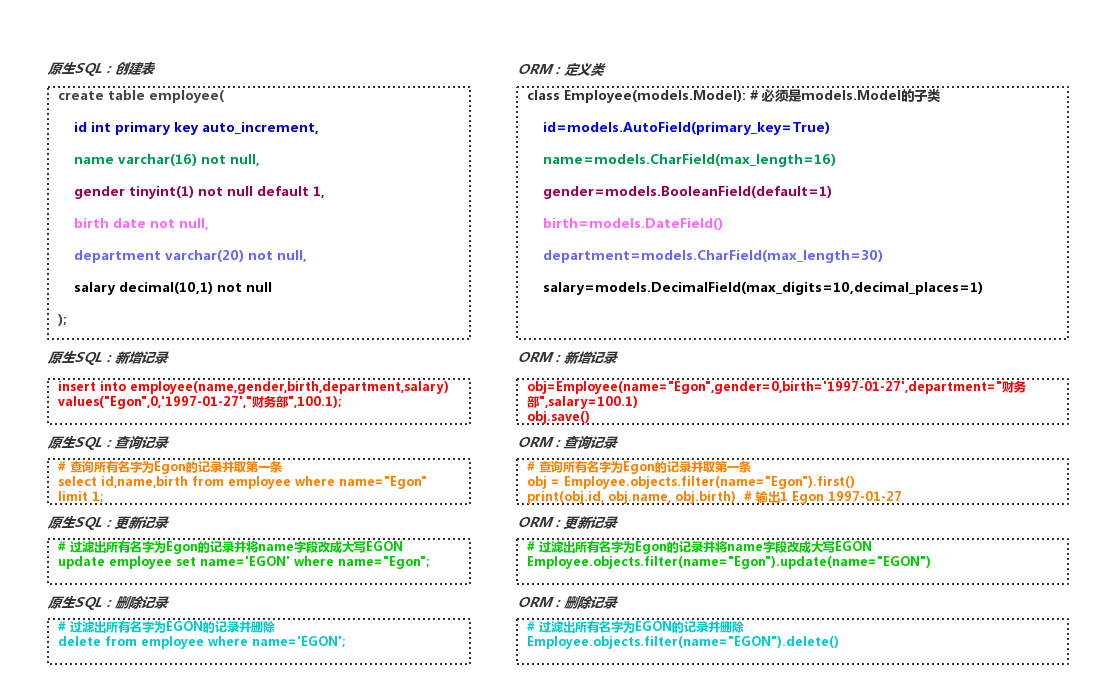 原生SQL：创建表
create table employee(
id int primary key auto_increment,
name varchar(16) not null,
gender tinyint(1) not null default 1,
birth date not null,
department varchar(20) not null,
salary decimal(10,1) not null
);
ORM：定义类
class Employee(models.Model): # 必须是models.Model的子类
id=models.AutoField(primary_key=True)
name=models.CharField(max_length=16)
gender=models.BooleanField(default=1)
birth=models.DateField()
department=models.CharField(max_length=30)
salary=models.DecimalField(max_digits=10,decimal_places=1)
原生SQL：新增记录
insert into employee(name,gender,birth,department,salary)
values("Egon",0,'1997-01-27',"财务部",100.1);
ORM：新增记录
obj=Employee(name="Egon",gender=0,birth='1997-01-27',department="财务
部",salary=100.1)
obj.save()
原生SQL：查询记录
# 查询所有名字为Egon的记录并取第一条
select id,name,birth from employee where name="Egon"
limit 1;
ORM：查询记录
# 查询所有名字为Egon的记录并取第一条
obj = Employee.objects.filter(name="Egon").first()
print(obj.id, obj.name, obj.birth)  # 输出1 Egon 1997-01-27
原生SQL：更新记录
# 过滤出所有名字为Egon的记录并将name字段改成大写EGON
update employee set name='EGON' where name="Egon";
ORM：更新记录
# 过滤出所有名字为Egon的记录并将name字段改成大写EGON
Employee.objects.filter(name="Egon").update(name="EGON")
原生SQL：删除记录
# 过滤出所有名字为EGON的记录并删除
delete from employee where name='EGON';
ORM：删除记录
# 过滤出所有名字为EGON的记录并删除
Employee.objects.filter(name="EGON").delete()